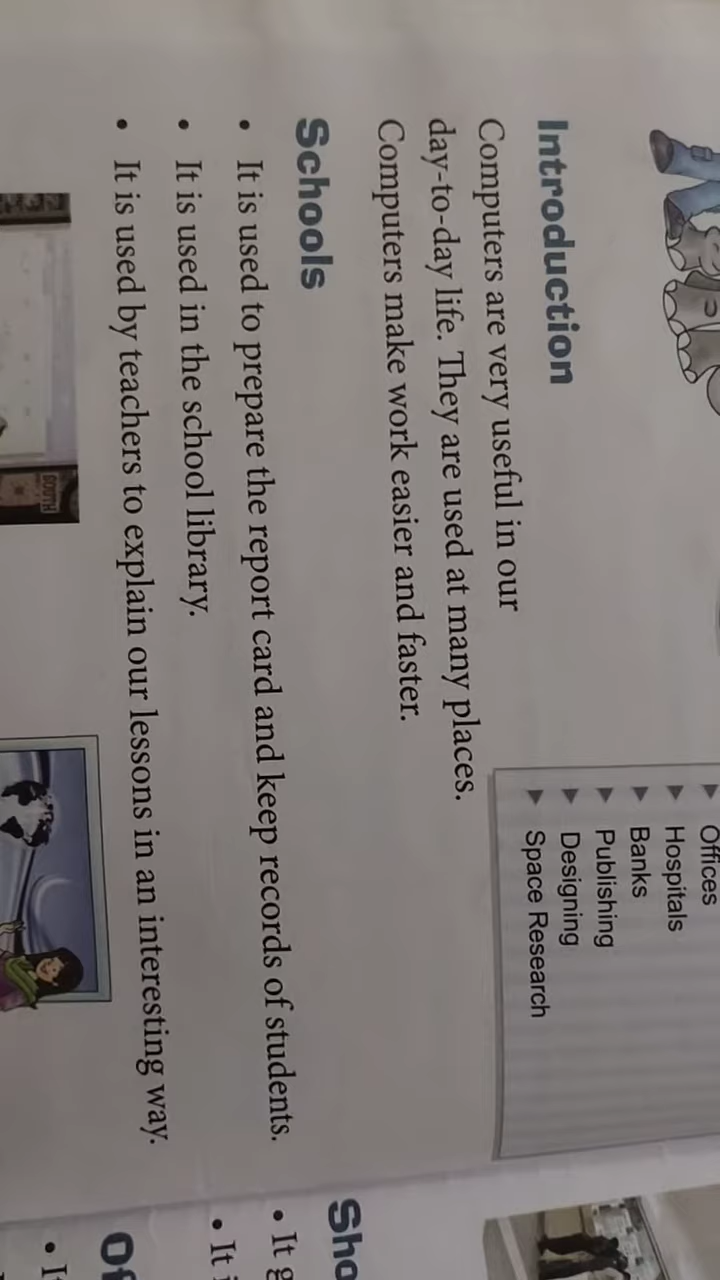 Offices
Hospitals
Banks
Publishing
Designing
Space Research
Introduction
Computers are very useful in our
day-to-day life. They are used at many places.
Computers make work easier and faster.
Schools
• It is used to prepare the report card and keep records of students.
• It is used in the school library.
• It is used by teachers to explain our lessons in an interesting way.
SOUTH
• It
• It